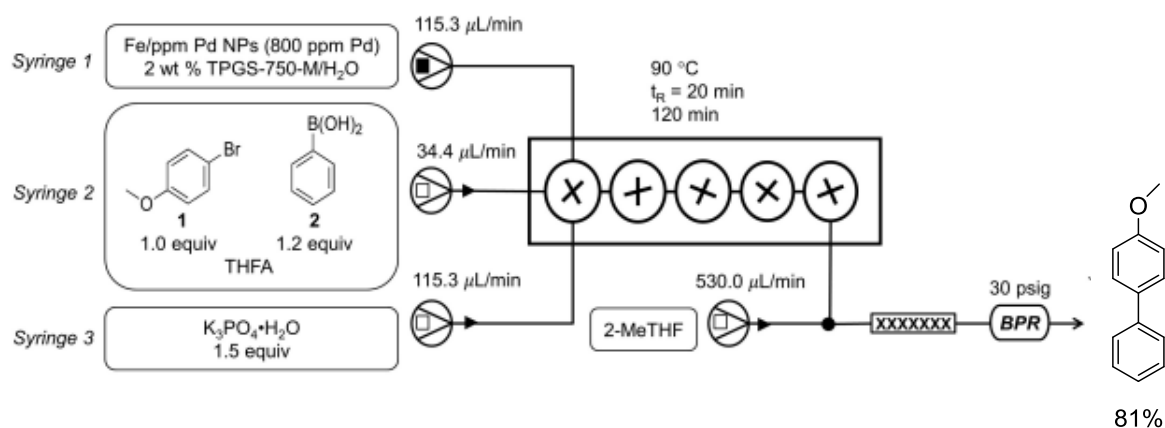 115.3 μL/min
Syringe 1
Fe/ppm Pd NPs (800 ppm Pd)
2 wt % TPGS-750-M/H₂O
90 °C
t_R = 20 min
120 min
Syringe 2
B(OH)₂
Br
O
1
2
1.0 equiv
1.2 equiv
THFA
34.4 μL/min
115.3 μL/min
Syringe 3
K₃PO₄•H₂O
1.5 equiv
530.0 μL/min
2-MeTHF
XXXXXXX
30 psig
BPR
O
81%